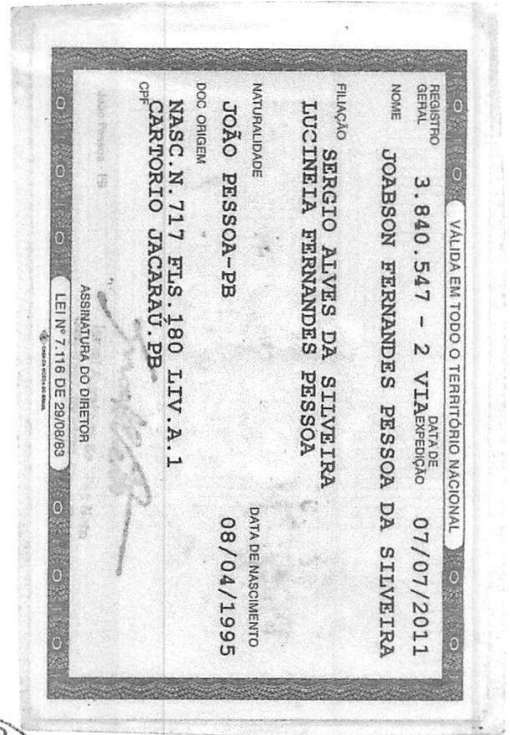 VÁLIDA EM TODO O TERRITÓRIO NACIONAL
REGISTRO GERAL 3.840.547 - 2 VIA DATA DE EXPEDIÇÃO 07/07/2011
NOME JOABSON FERNANDES PESSOA DA SILVEIRA
FILIAÇÃO
SERGIO ALVES DA SILVEIRA
LUCINEIA FERNANDES PESSOA
NATURALIDADE DATA DE NASCIMENTO
JOÃO PESSOA-PB 08/04/1995
DOC ORIGEM
NASC.N.717 FLS.180 LIV.A.1
CARTORIO JACARAÚ.PB
CPF
João Pessoa PB
ASSINATURA DO DIRETOR
LEI Nº 7.116 DE 29/08/83